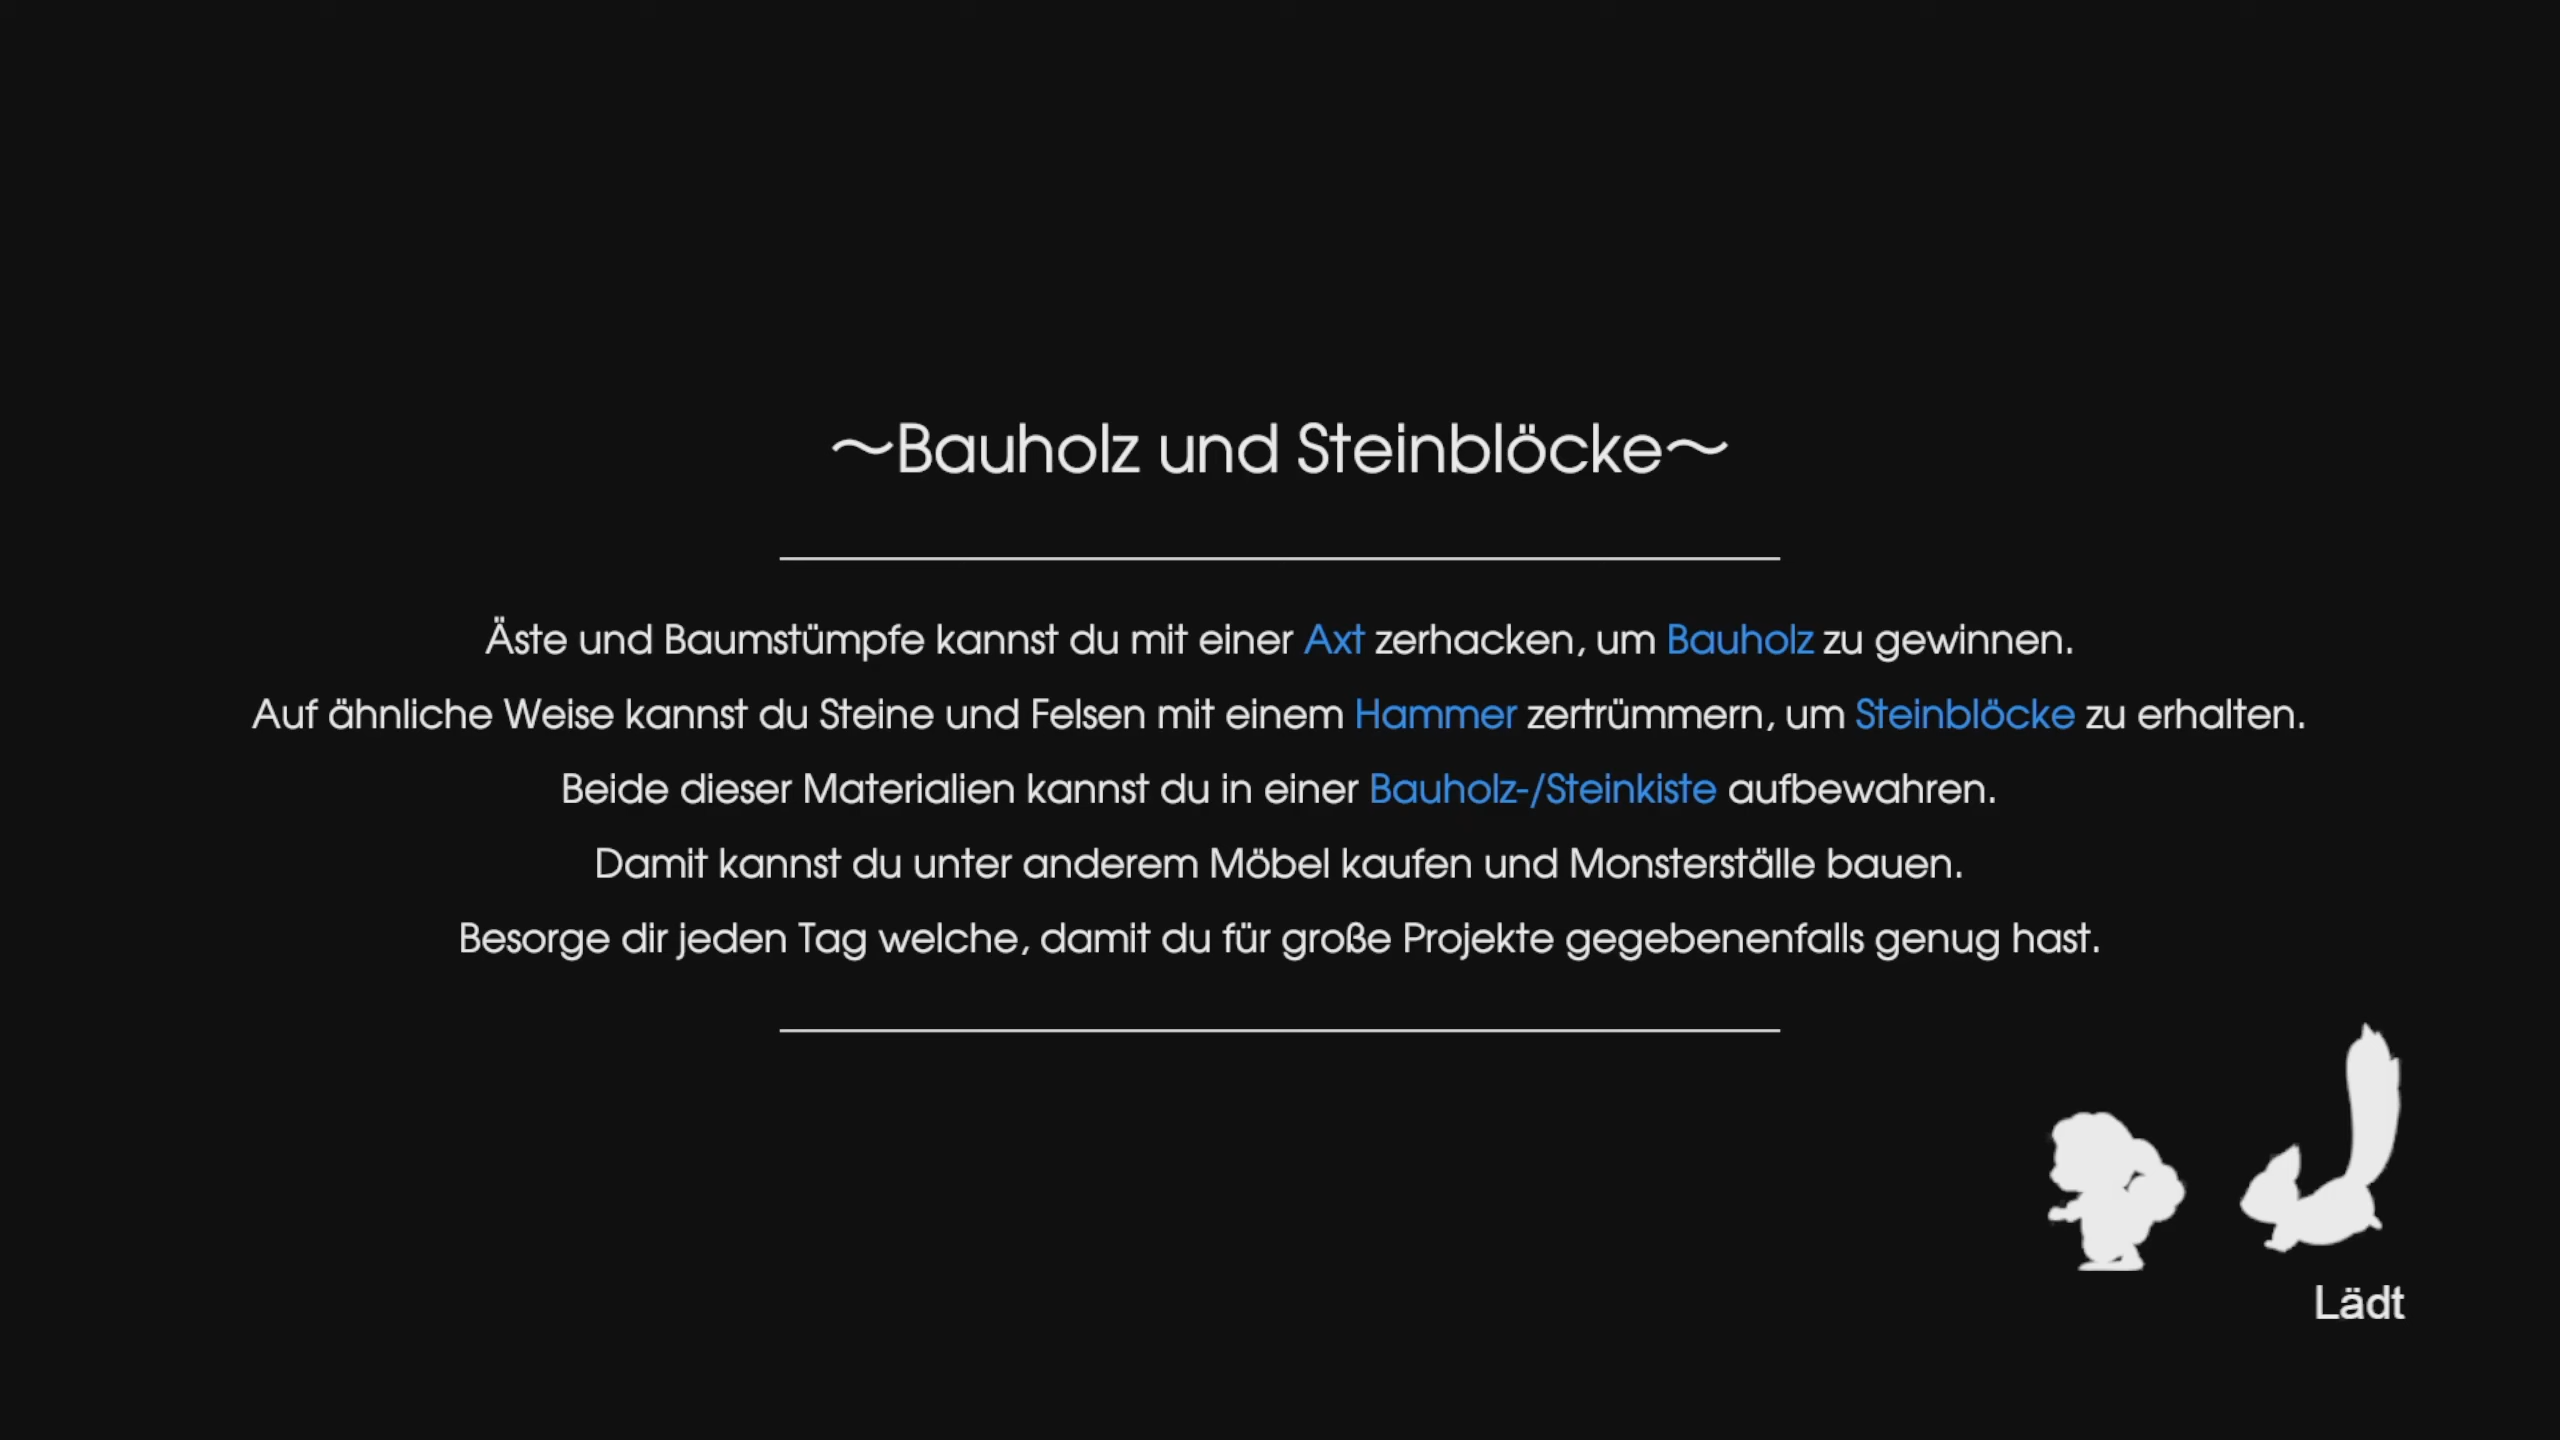 ～Bauholz und Steinblöcke～
Äste und Baumstümpfe kannst du mit einer Axt zerhacken, um Bauholz zu gewinnen.
Auf ähnliche Weise kannst du Steine und Felsen mit einem Hammer zertrümmern, um Steinblöcke zu erhalten.
Beide dieser Materialien kannst du in einer Bauholz-/Steinkiste aufbewahren.
Damit kannst du unter anderem Möbel kaufen und Monsterställe bauen.
Besorge dir jeden Tag welche, damit du für große Projekte gegebenenfalls genug hast.
Lädt